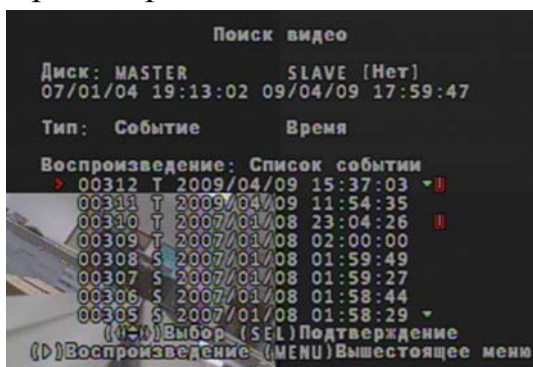 Поиск видео
Диск: MASTER SLAVE [Нет]
07/01/04 19:13:02 09/04/09 17:59:47
Тип: Событие Время
Воспроизведение: Список событии
00312 T 2009/04/09 15:37:03
00311 T 2009/04/09 11:54:35
00310 T 2007/01/08 23:04:26
00309 T 2007/01/08 02:00:00
00308 S 2007/01/08 01:59:49
00307 S 2007/01/08 01:59:27
00306 S 2007/01/08 01:58:44
00305 S 2007/01/08 01:58:29
Выбор (SEL)Подтверждение
Воспроизведение (MENU)Вышестоящее меню